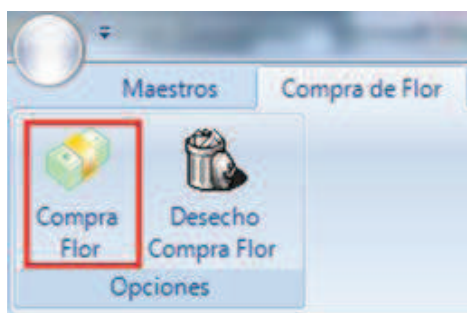 Maestros Compra de Flor
Compra Desecho
Flor Compra Flor
Opciones